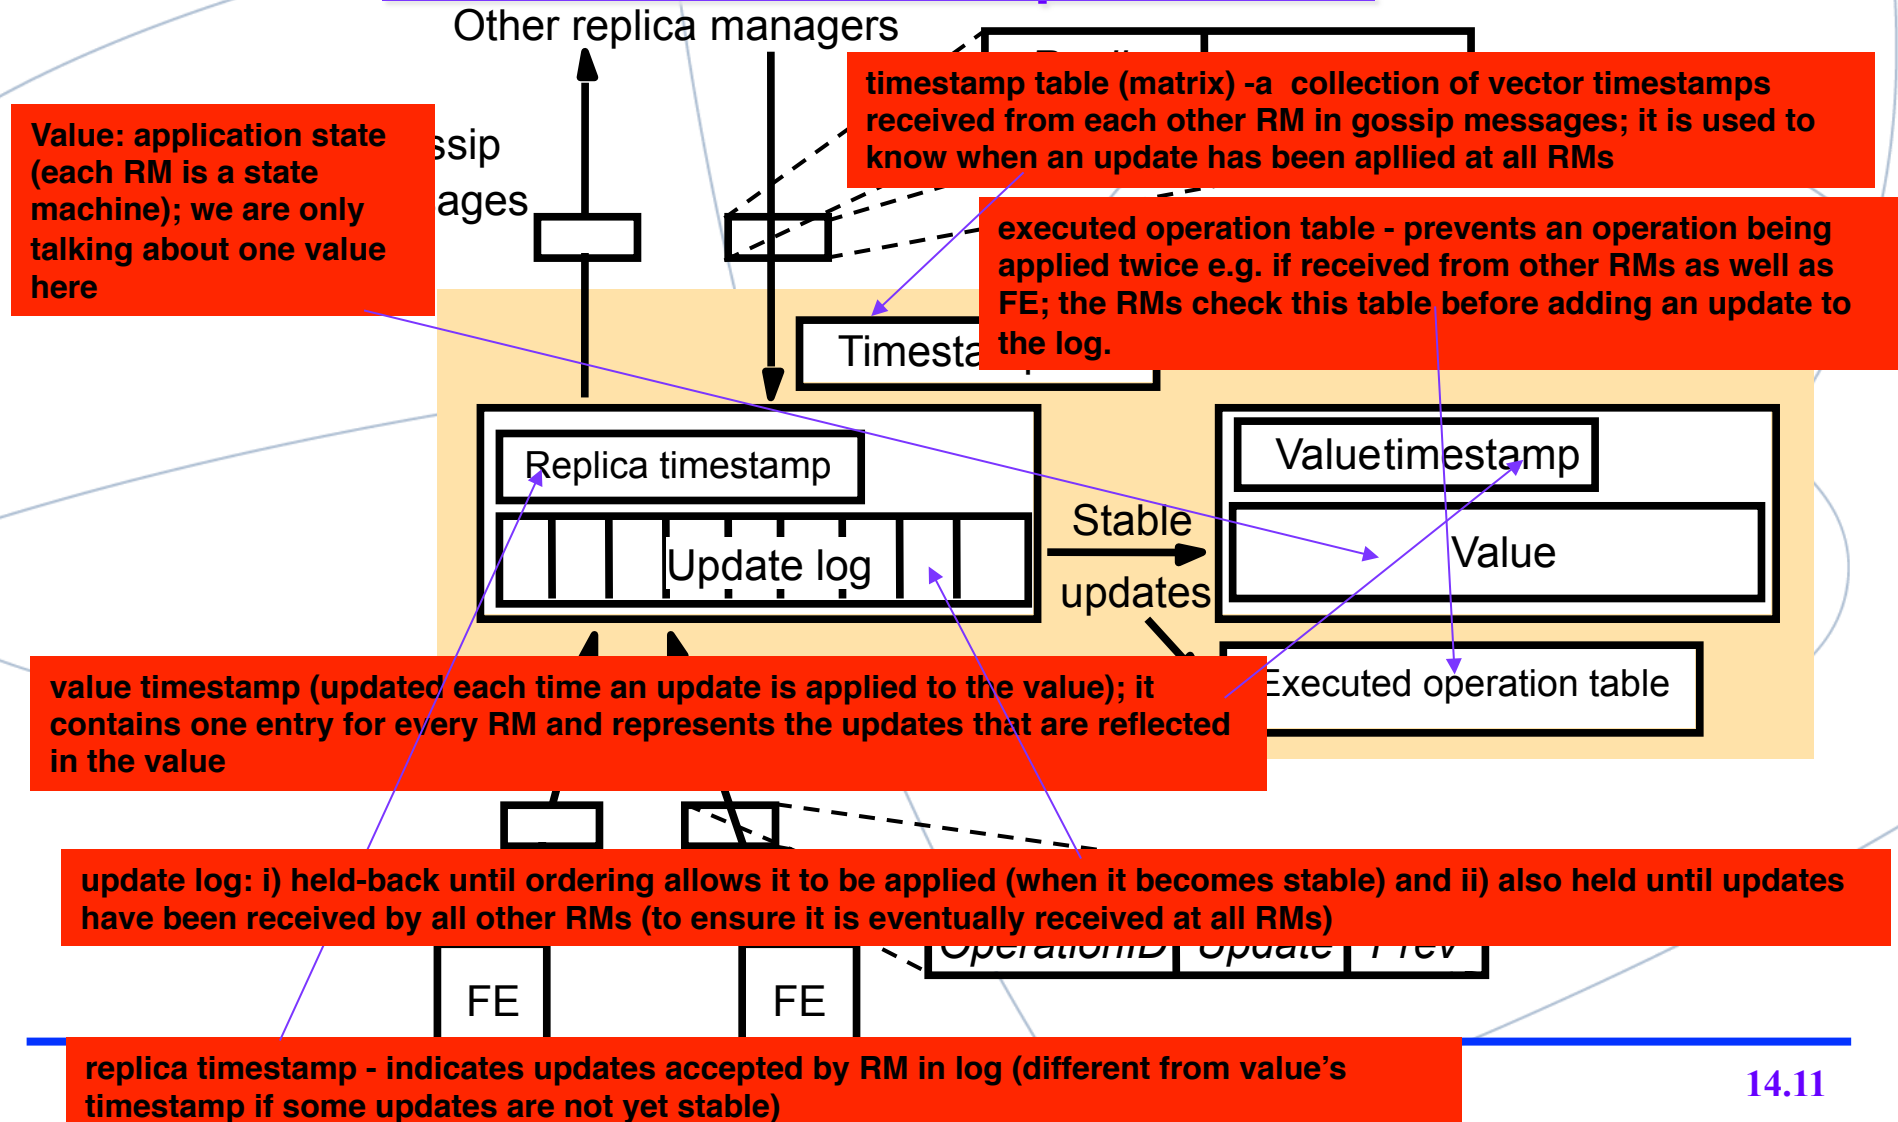 Other replica managers
timestamp table (matrix) -a  collection of vector timestamps
received from each other RM in gossip messages; it is used to
know when an update has been apllied at all RMs
Value: application state
(each RM is a state
machine); we are only
talking about one value
here
ssip
ages
executed operation table - prevents an operation being
applied twice e.g. if received from other RMs as well as
FE; the RMs check this table before adding an update to
the log.
Timesta
Replica timestamp
Valuetimestamp
Stable
updates
Update log
Value
Executed operation table
value timestamp (updated each time an update is applied to the value); it
contains one entry for every RM and represents the updates that are reflected
in the value
update log: i) held-back until ordering allows it to be applied (when it becomes stable) and ii) also held until updates
have been received by all other RMs (to ensure it is eventually received at all RMs)
OperationID Update Prev
FE
FE
replica timestamp - indicates updates accepted by RM in log (different from value's
timestamp if some updates are not yet stable)
14.11